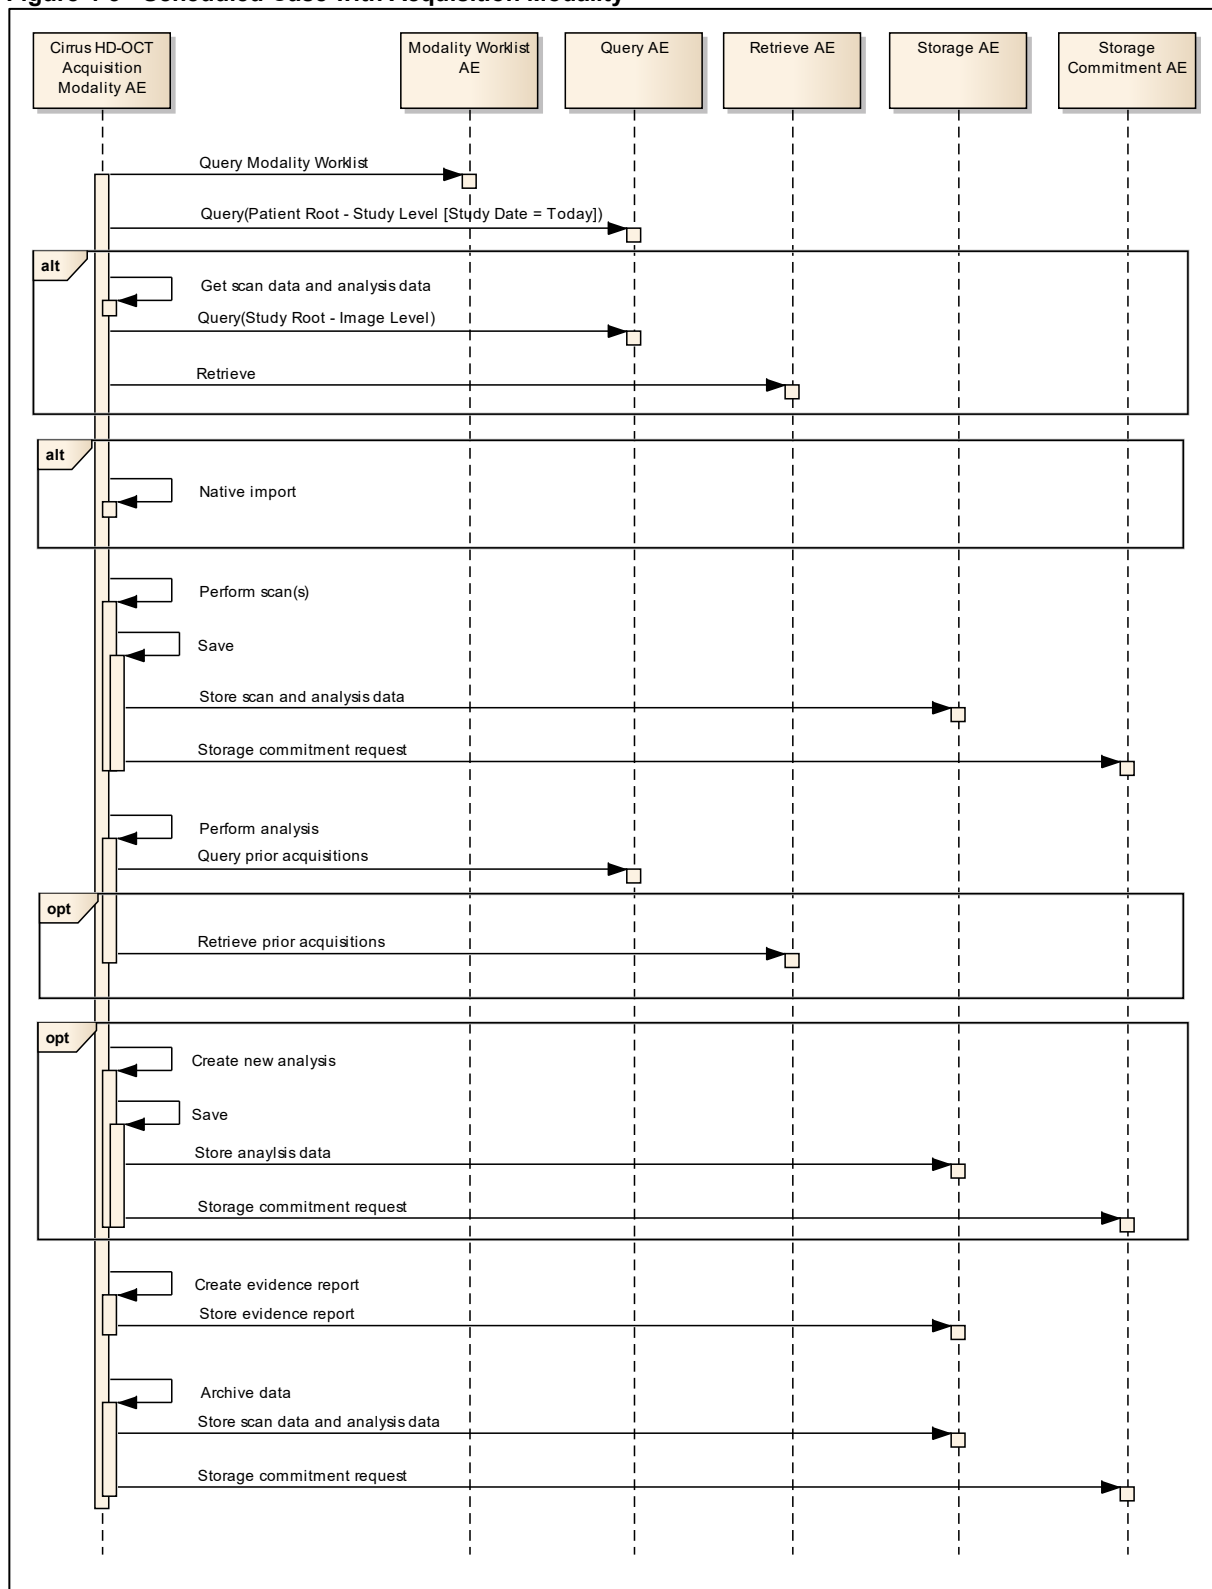 Cirrus HD-OCT
Acquisition
Modality AE
Modality Worklist
AE
Query AE
Retrieve AE
Storage AE
Storage
Commitment AE
Query Modality Worklist
Query(Patient Root - Study Level [Study Date = Today])
alt
Get scan data and analysis data
Query(Study Root - Image Level)
Retrieve
alt
Native import
Perform scan(s)
Save
Store scan and analysis data
Storage commitment request
Perform analysis
Query prior acquisitions
opt
Retrieve prior acquisitions
opt
Create new analysis
Save
Store anaylsis data
Storage commitment request
Create evidence report
Store evidence report
Archive data
Store scan data and analysis data
Storage commitment request